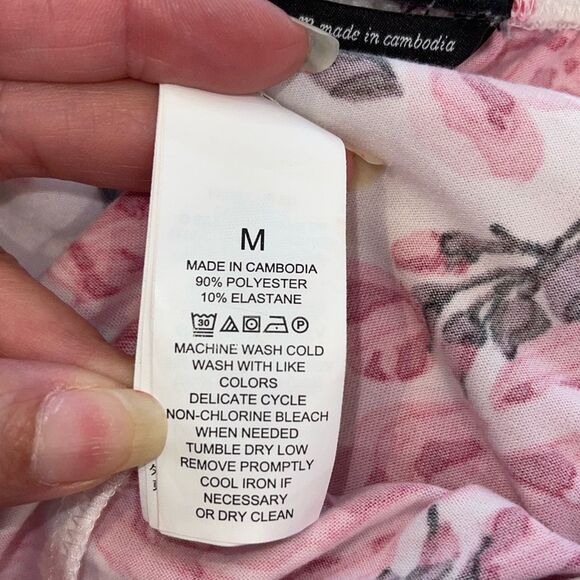 m made in cambodia
M
MADE IN CAMBODIA
90% POLYESTER
10% ELASTANE
30 P
MACHINE WASH COLD
WASH WITH LIKE
COLORS
DELICATE CYCLE
NON-CHLORINE BLEACH
WHEN NEEDED
TUMBLE DRY LOW
REMOVE PROMPTLY
COOL IRON IF
NECESSARY
OR DRY CLEAN